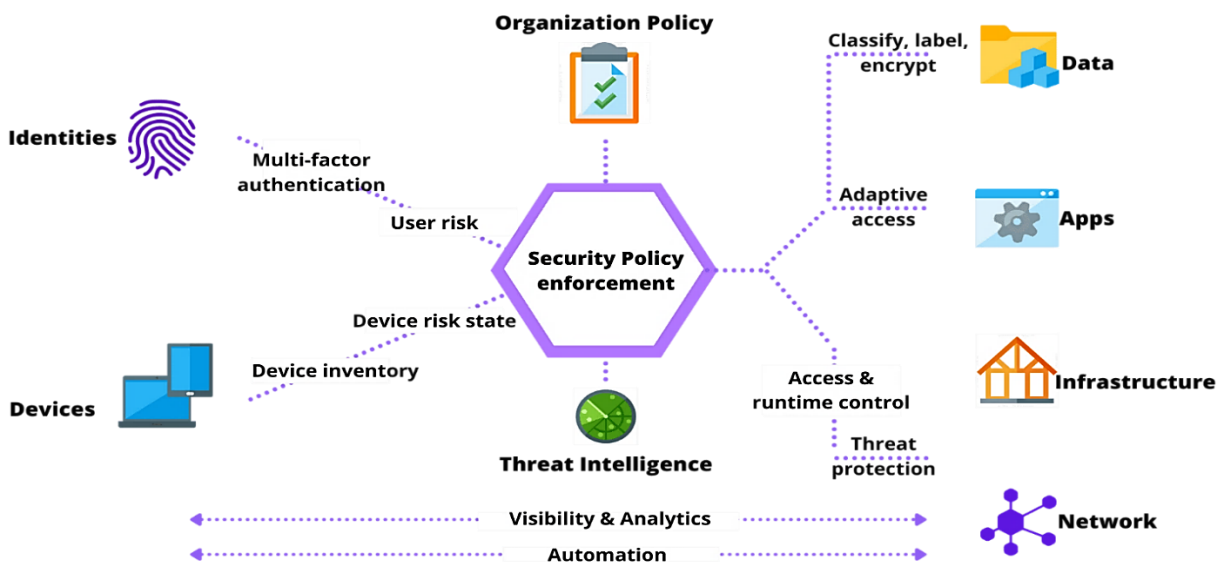 Organization Policy
Classify, label,
encrypt
Data
Identities
Multi-factor
authentication
User risk
Adaptive
access
Apps
Security Policy
enforcement
Device risk state
Device inventory
Devices
Access &
runtime control
Infrastructure
Threat
protection
Threat Intelligence
Visibility & Analytics
Network
Automation